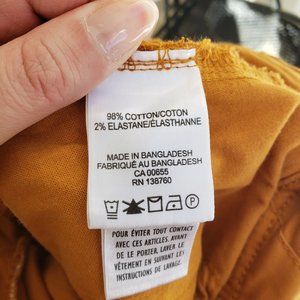 98% COTTON/COTON
2% ELASTANE/ÉLASTHANNE
MADE IN BANGLADESH
FABRIQUÉ AU BANGLADESH
CA 00655
RN 138760
P
POUR ÉVITER TOUT CONTACT
AVEC CES ARTICLES, AVANT
DE LE PORTER, LAVER LE
VÊTEMENT EN SUIVANT LES
INSTRUCTIONS DE LAVAGE.